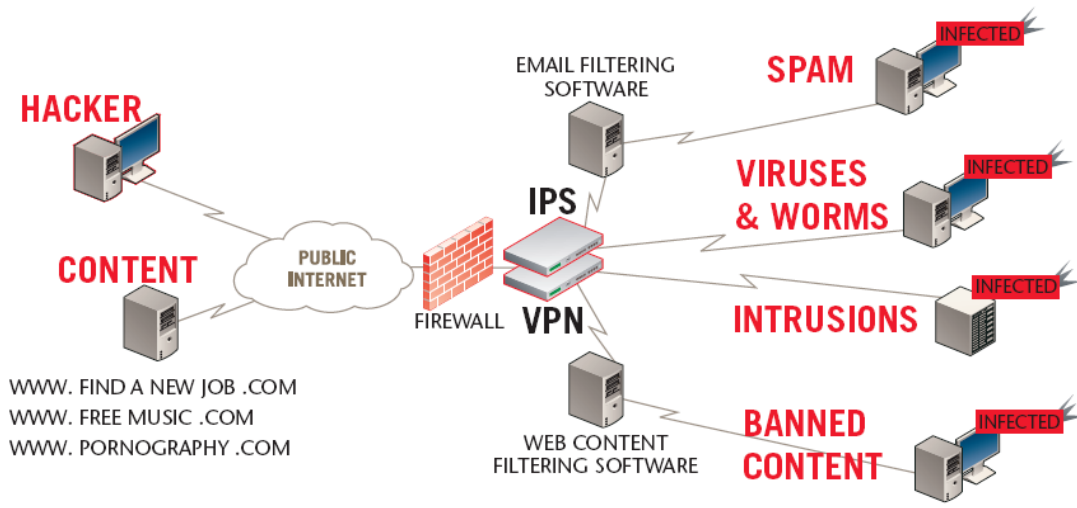 HACKER
CONTENT
WWW. FIND A NEW JOB .COM
WWW. FREE MUSIC .COM
WWW. PORNOGRAPHY .COM
PUBLIC
INTERNET
FIREWALL
IPS
VPN
EMAIL FILTERING
SOFTWARE
WEB CONTENT
FILTERING SOFTWARE
SPAM
INFECTED
VIRUSES
& WORMS
INFECTED
INTRUSIONS
INFECTED
BANNED
CONTENT
INFECTED